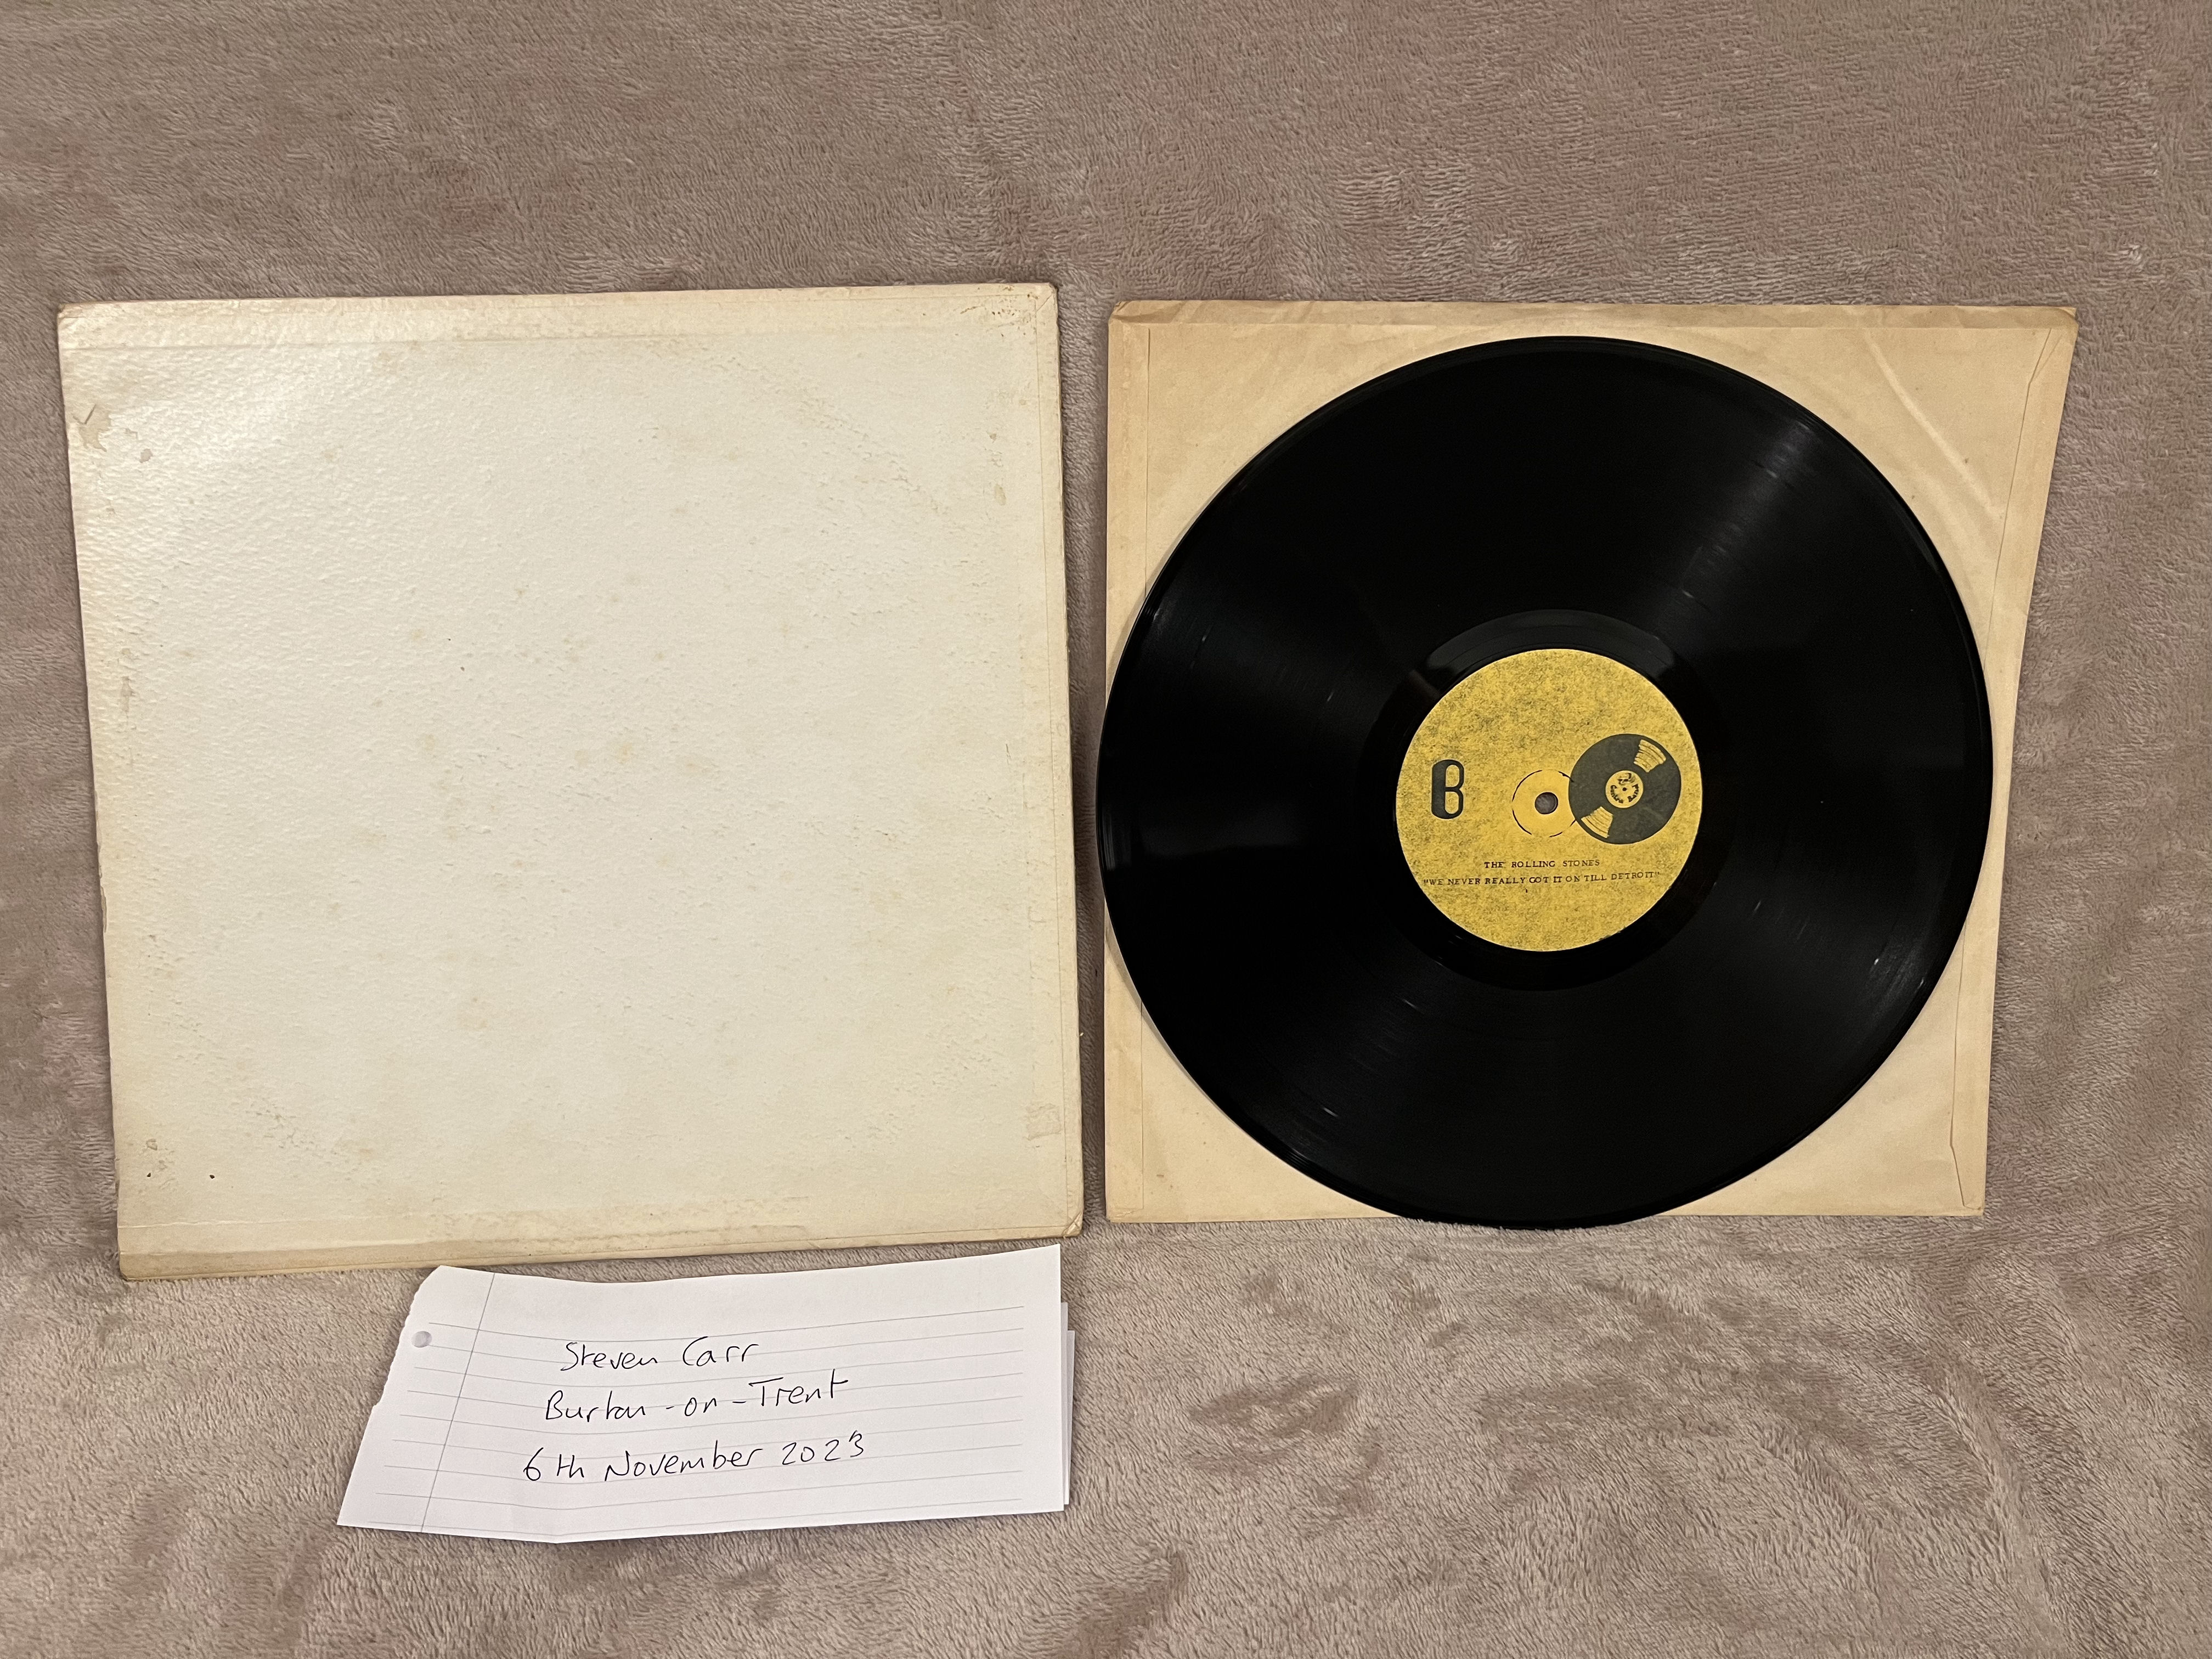 B
THE ROLLING STONES
"WE NEVER REALLY GOT IT ON TILL DETROIT"
Steven Carr
Burton-on-Trent
6th November 2023